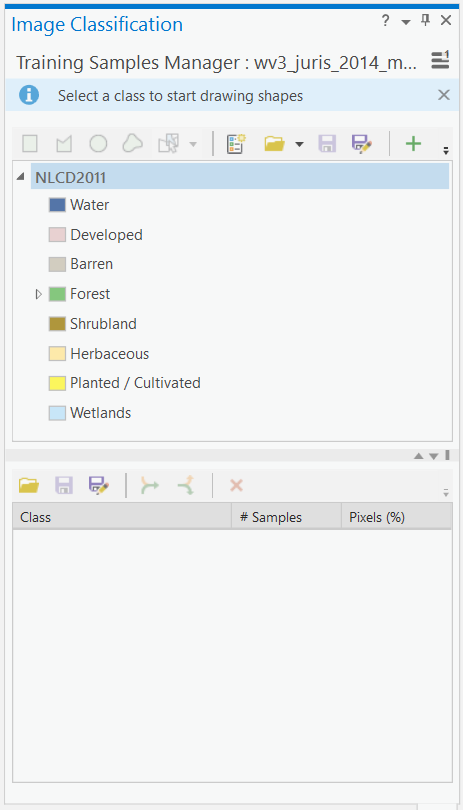 Image Classification
Training Samples Manager : wv3_juris_2014_m...
Select a class to start drawing shapes
NLCD2011
Water
Developed
Barren
Forest
Shrubland
Herbaceous
Planted / Cultivated
Wetlands
Class # Samples Pixels (%)